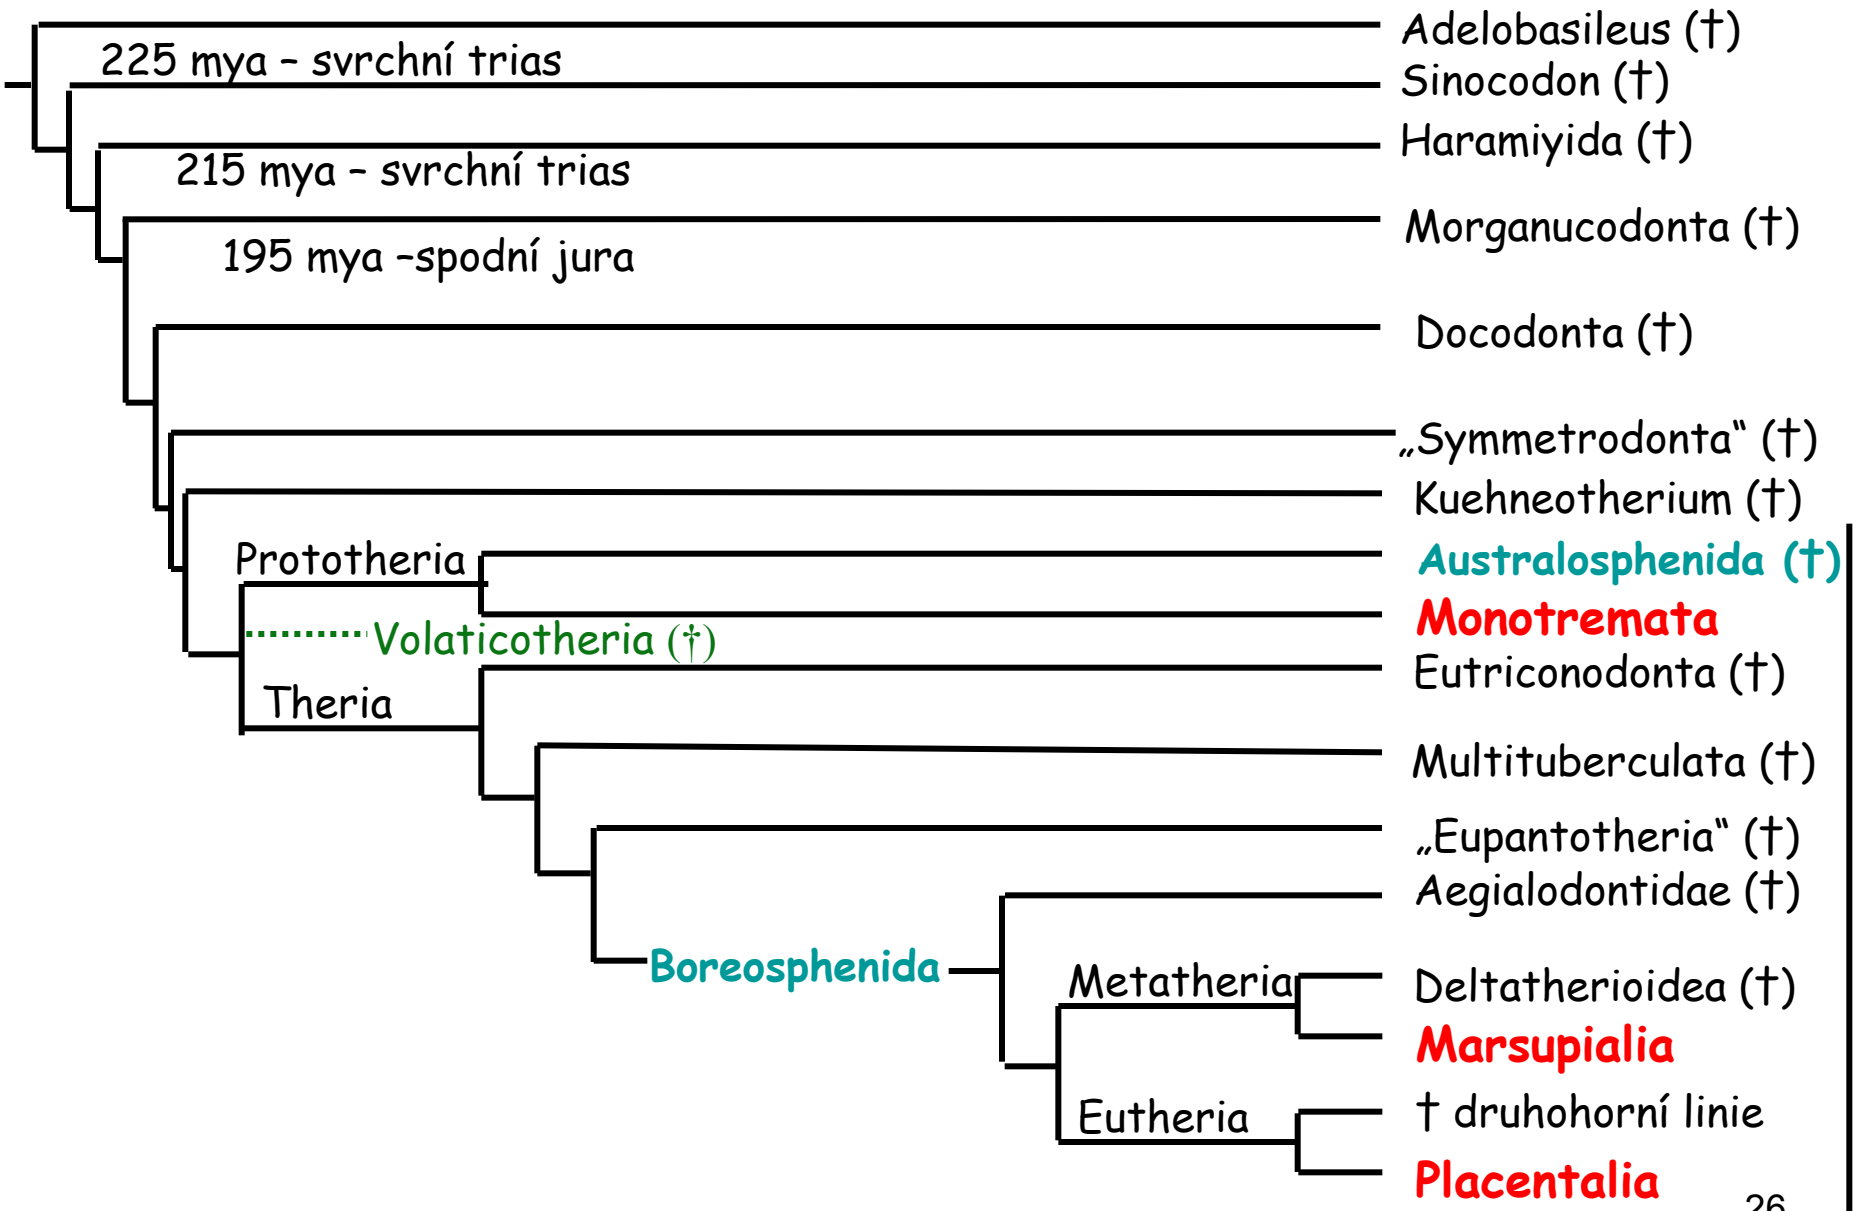 Adelobasileus (†)
225 mya – svrchní trias
Sinocodon (†)
Haramiyida (†)
215 mya – svrchní trias
Morganucodonta (†)
195 mya –spodní jura
Docodonta (†)
„Symmetrodonta“ (†)
Kuehneotherium (†)
Prototheria
Australosphenida (†)
Monotremata
Volaticotheria (†)
Eutriconodonta (†)
Theria
Multituberculata (†)
„Eupantotheria“ (†)
Aegialodontidae (†)
Boreosphenida
Metatheria
Deltatherioidea (†)
Marsupialia
Eutheria
† druhohorní linie
Placentalia
26